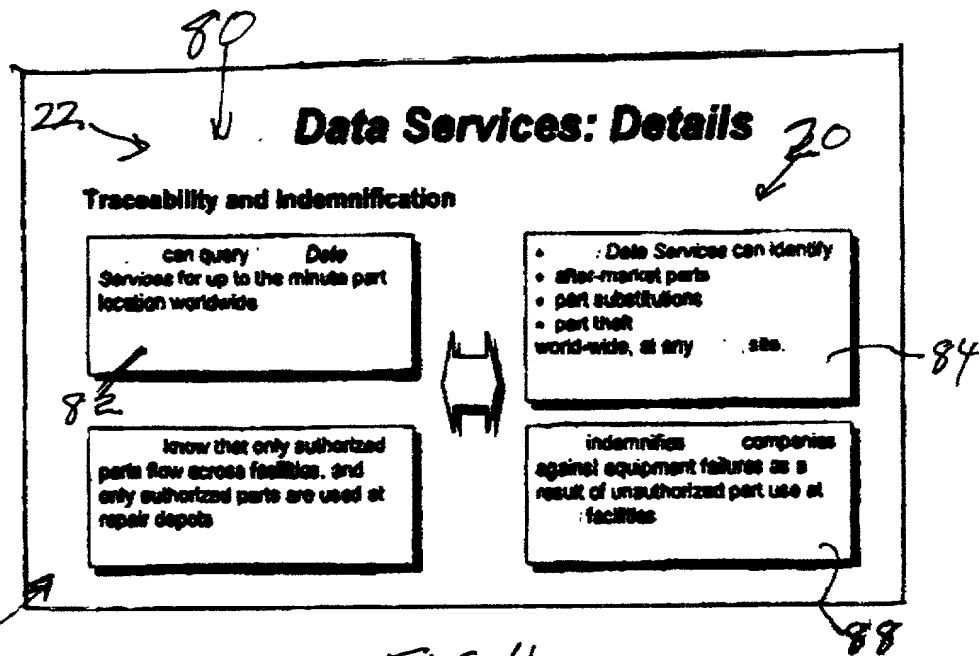 80
22
Data Services: Details
20
Traceability and Indemnification
can query Data
Services for up to the minute part
location worldwide
82
• : Data Services can identify
• after-market parts
• part substitutions
• part theft
world-wide, at any site.
84
know that only authorized
parts flow across facilities, and
only authorized parts are used at
repair depots
indemnifies companies
against equipment failures as a
result of unauthorized part use at
facilities
88